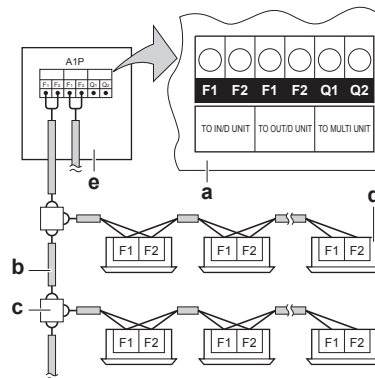 A1P
F1 F2 F1 F2 Q1 Q2
F1 F2 F1 F2 Q1 Q2
TO IN/D UNIT TO OUT/D UNIT TO MULTI UNIT
a
e
d
F1 F2 F1 F2 F1 F2
b
c
F1 F2 F1 F2 F1 F2